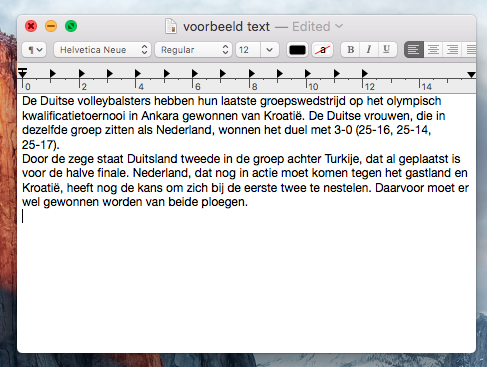 voorbeeld text — Edited
¶ Helvetica Neue Regular 12 a B I U
0 2 4 6 8 10 12 14
De Duitse volleybalsters hebben hun laatste groepswedstrijd op het olympisch
kwalificatietoernooi in Ankara gewonnen van Kroatië. De Duitse vrouwen, die in
dezelfde groep zitten als Nederland, wonnen het duel met 3-0 (25-16, 25-14,
25-17).
Door de zege staat Duitsland tweede in de groep achter Turkije, dat al geplaatst is
voor de halve finale. Nederland, dat nog in actie moet komen tegen het gastland en
Kroatië, heeft nog de kans om zich bij de eerste twee te nestelen. Daarvoor moet er
wel gewonnen worden van beide ploegen.